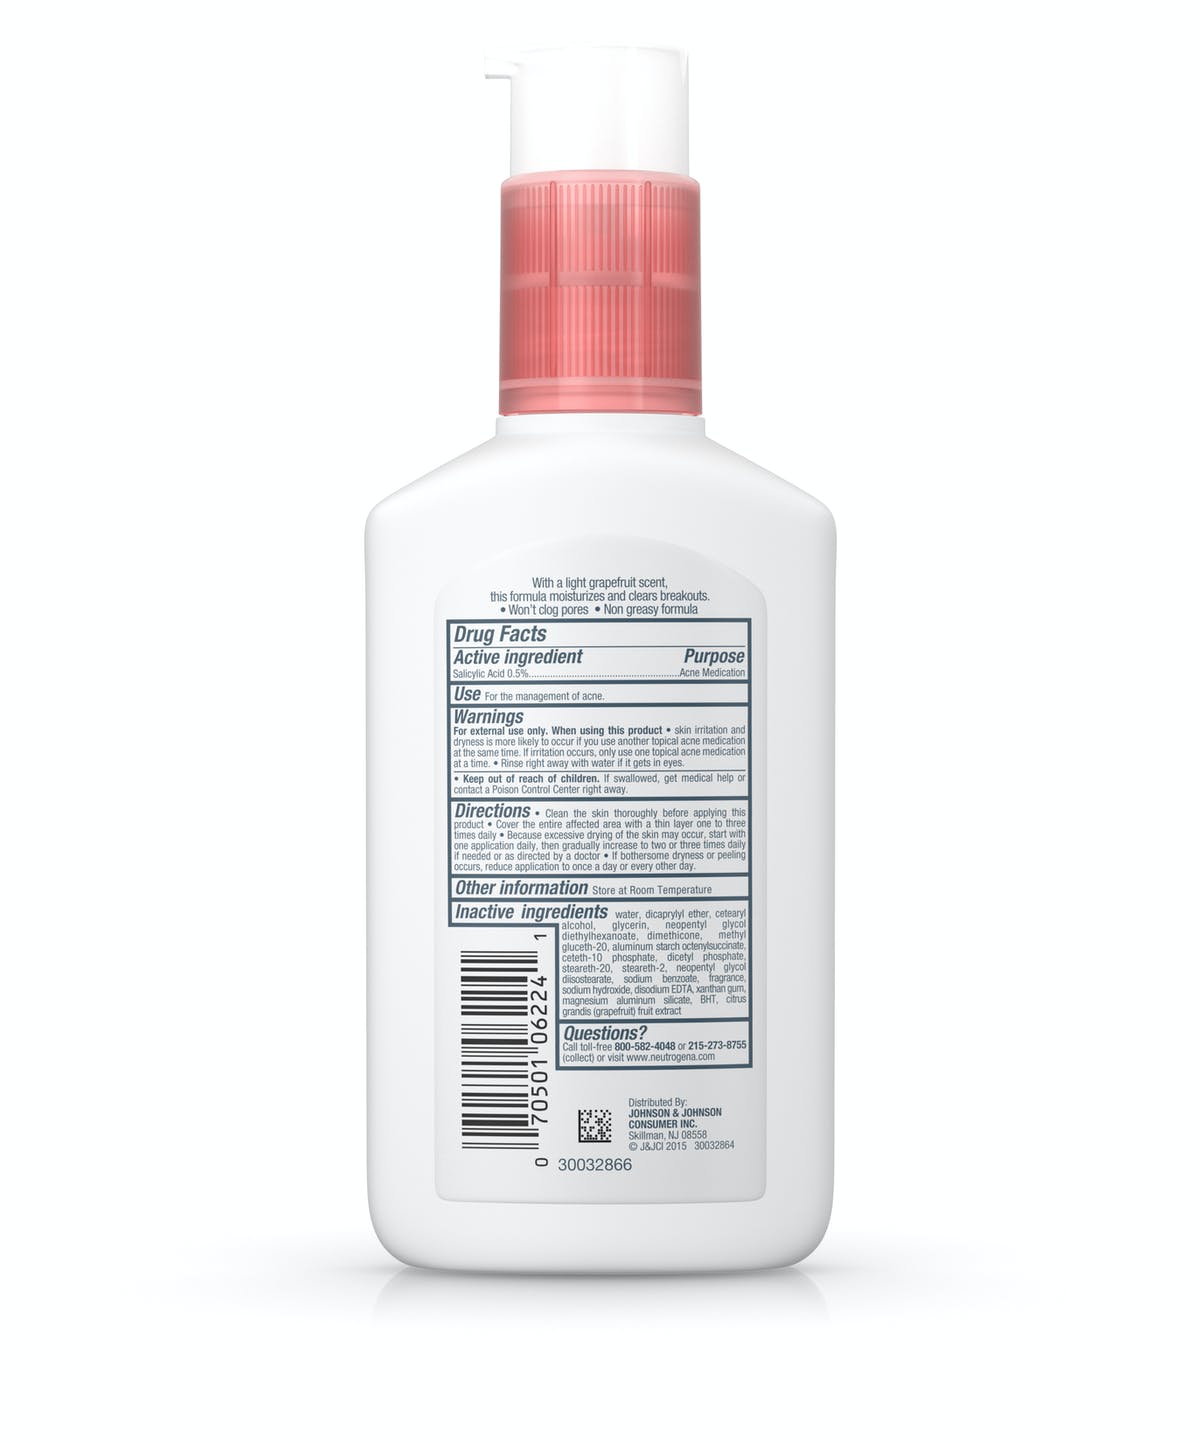 With a light grapefruit scent,
this formula moisturizes and clears breakouts.
• Won't clog pores • Non greasy formula
Drug Facts
Active ingredient Purpose
Salicylic Acid 0.5%......................................................Acne Medication
Use For the management of acne.
Warnings
For external use only. When using this product • skin irritation and
dryness is more likely to occur if you use another topical acne medication
at the same time. If irritation occurs, only use one topical acne medication
at a time. • Rinse right away with water if it gets in eyes.
• Keep out of reach of children. If swallowed, get medical help or
contact a Poison Control Center right away.
Directions • Clean the skin thoroughly before applying this
product • Cover the entire affected area with a thin layer one to three
times daily • Because excessive drying of the skin may occur, start with
one application daily, then gradually increase to two or three times daily
if needed or as directed by a doctor • If bothersome dryness or peeling
occurs, reduce application to once a day or every other day.
Other information Store at Room Temperature
Inactive ingredients water, dicaprylyl ether, cetearyl
alcohol, glycerin, neopentyl glycol
diethylhexanoate, dimethicone, methyl
gluceth-20, aluminum starch octenylsuccinate,
ceteth-10 phosphate, dicetyl phosphate,
steareth-20, steareth-2, neopentyl glycol
diisostearate, sodium benzoate, fragrance,
sodium hydroxide, disodium EDTA, xanthan gum,
magnesium aluminum silicate, BHT, citrus
grandis (grapefruit) fruit extract
Questions?
Call toll-free 800-582-4048 or 215-273-8755
(collect) or visit www.neutrogena.com
0 70501 06224 1
Distributed By:
JOHNSON & JOHNSON
CONSUMER INC.
Skillman, NJ 08558
© J&JCI 2015 30032864
30032866